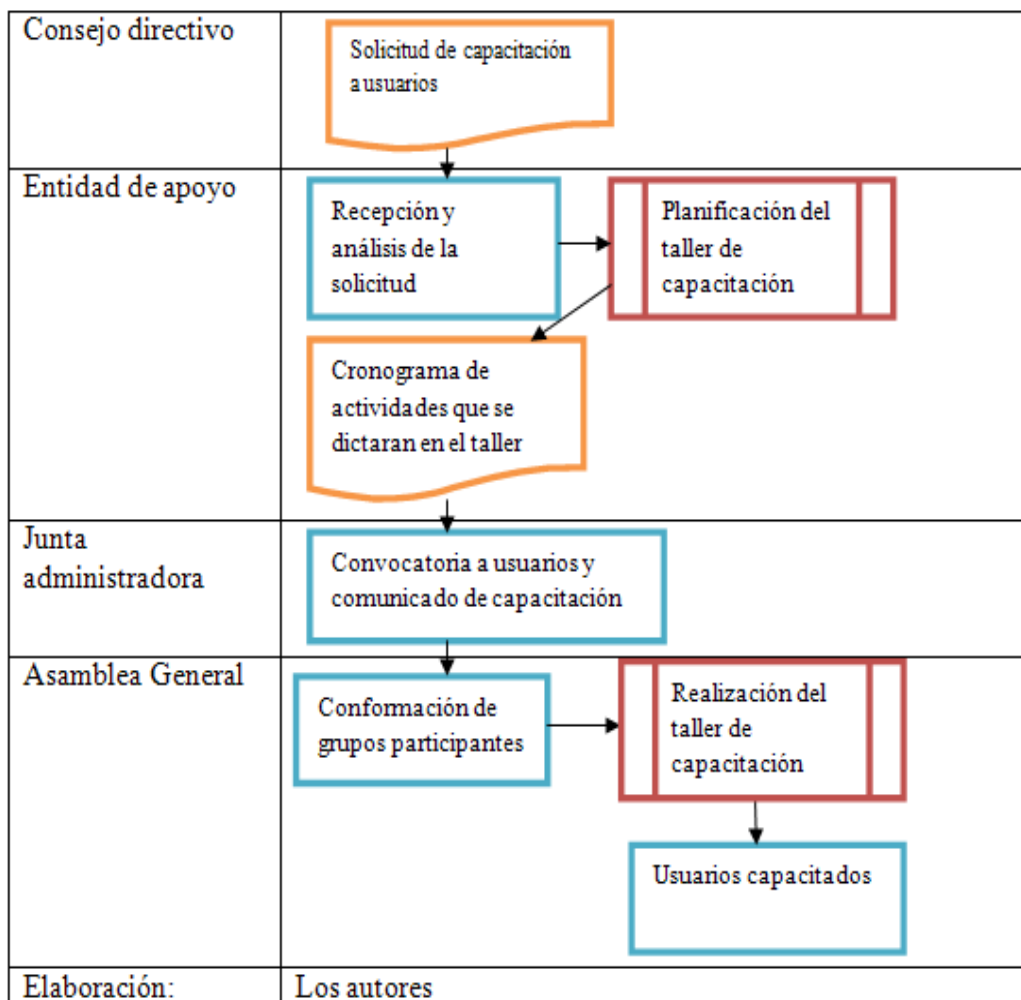 Consejo directivo
Solicitud de capacitación
a usuarios
Entidad de apoyo
Recepción y
análisis de la
solicitud
Planificación del
taller de
capacitación
Cronograma de
actividades que se
dictaran en el taller
Junta
administradora
Convocatoria a usuarios y
comunicado de capacitación
Asamblea General
Conformación de
grupos participantes
Realización del
taller de
capacitación
Usuarios capacitados
Elaboración:
Los autores